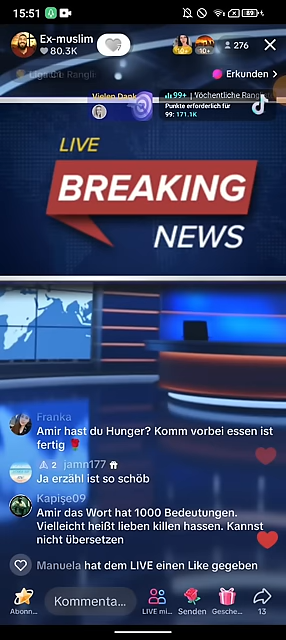 15:51
Ex-muslim
80.3K
276
Erkunden >
Vielen Dank
99+ | Wöchentliche Rangli
Punkte erforderlich für
99: 171.1K
LIVE
BREAKING
NEWS
Franka
Amir hast du Hunger? Komm vorbei essen ist
fertig 🌹
2 jamn177
Ja erzähl ist so schöb
Kapişe09
Amir das Wort hat 1000 Bedeutungen.
Vielleicht heißt lieben killen hassen. Kannst
nicht übersetzen
Manuela hat dem LIVE einen Like gegeben
Abonn...
Kommenta...
LIVE mi...
Senden
Gesche...
13